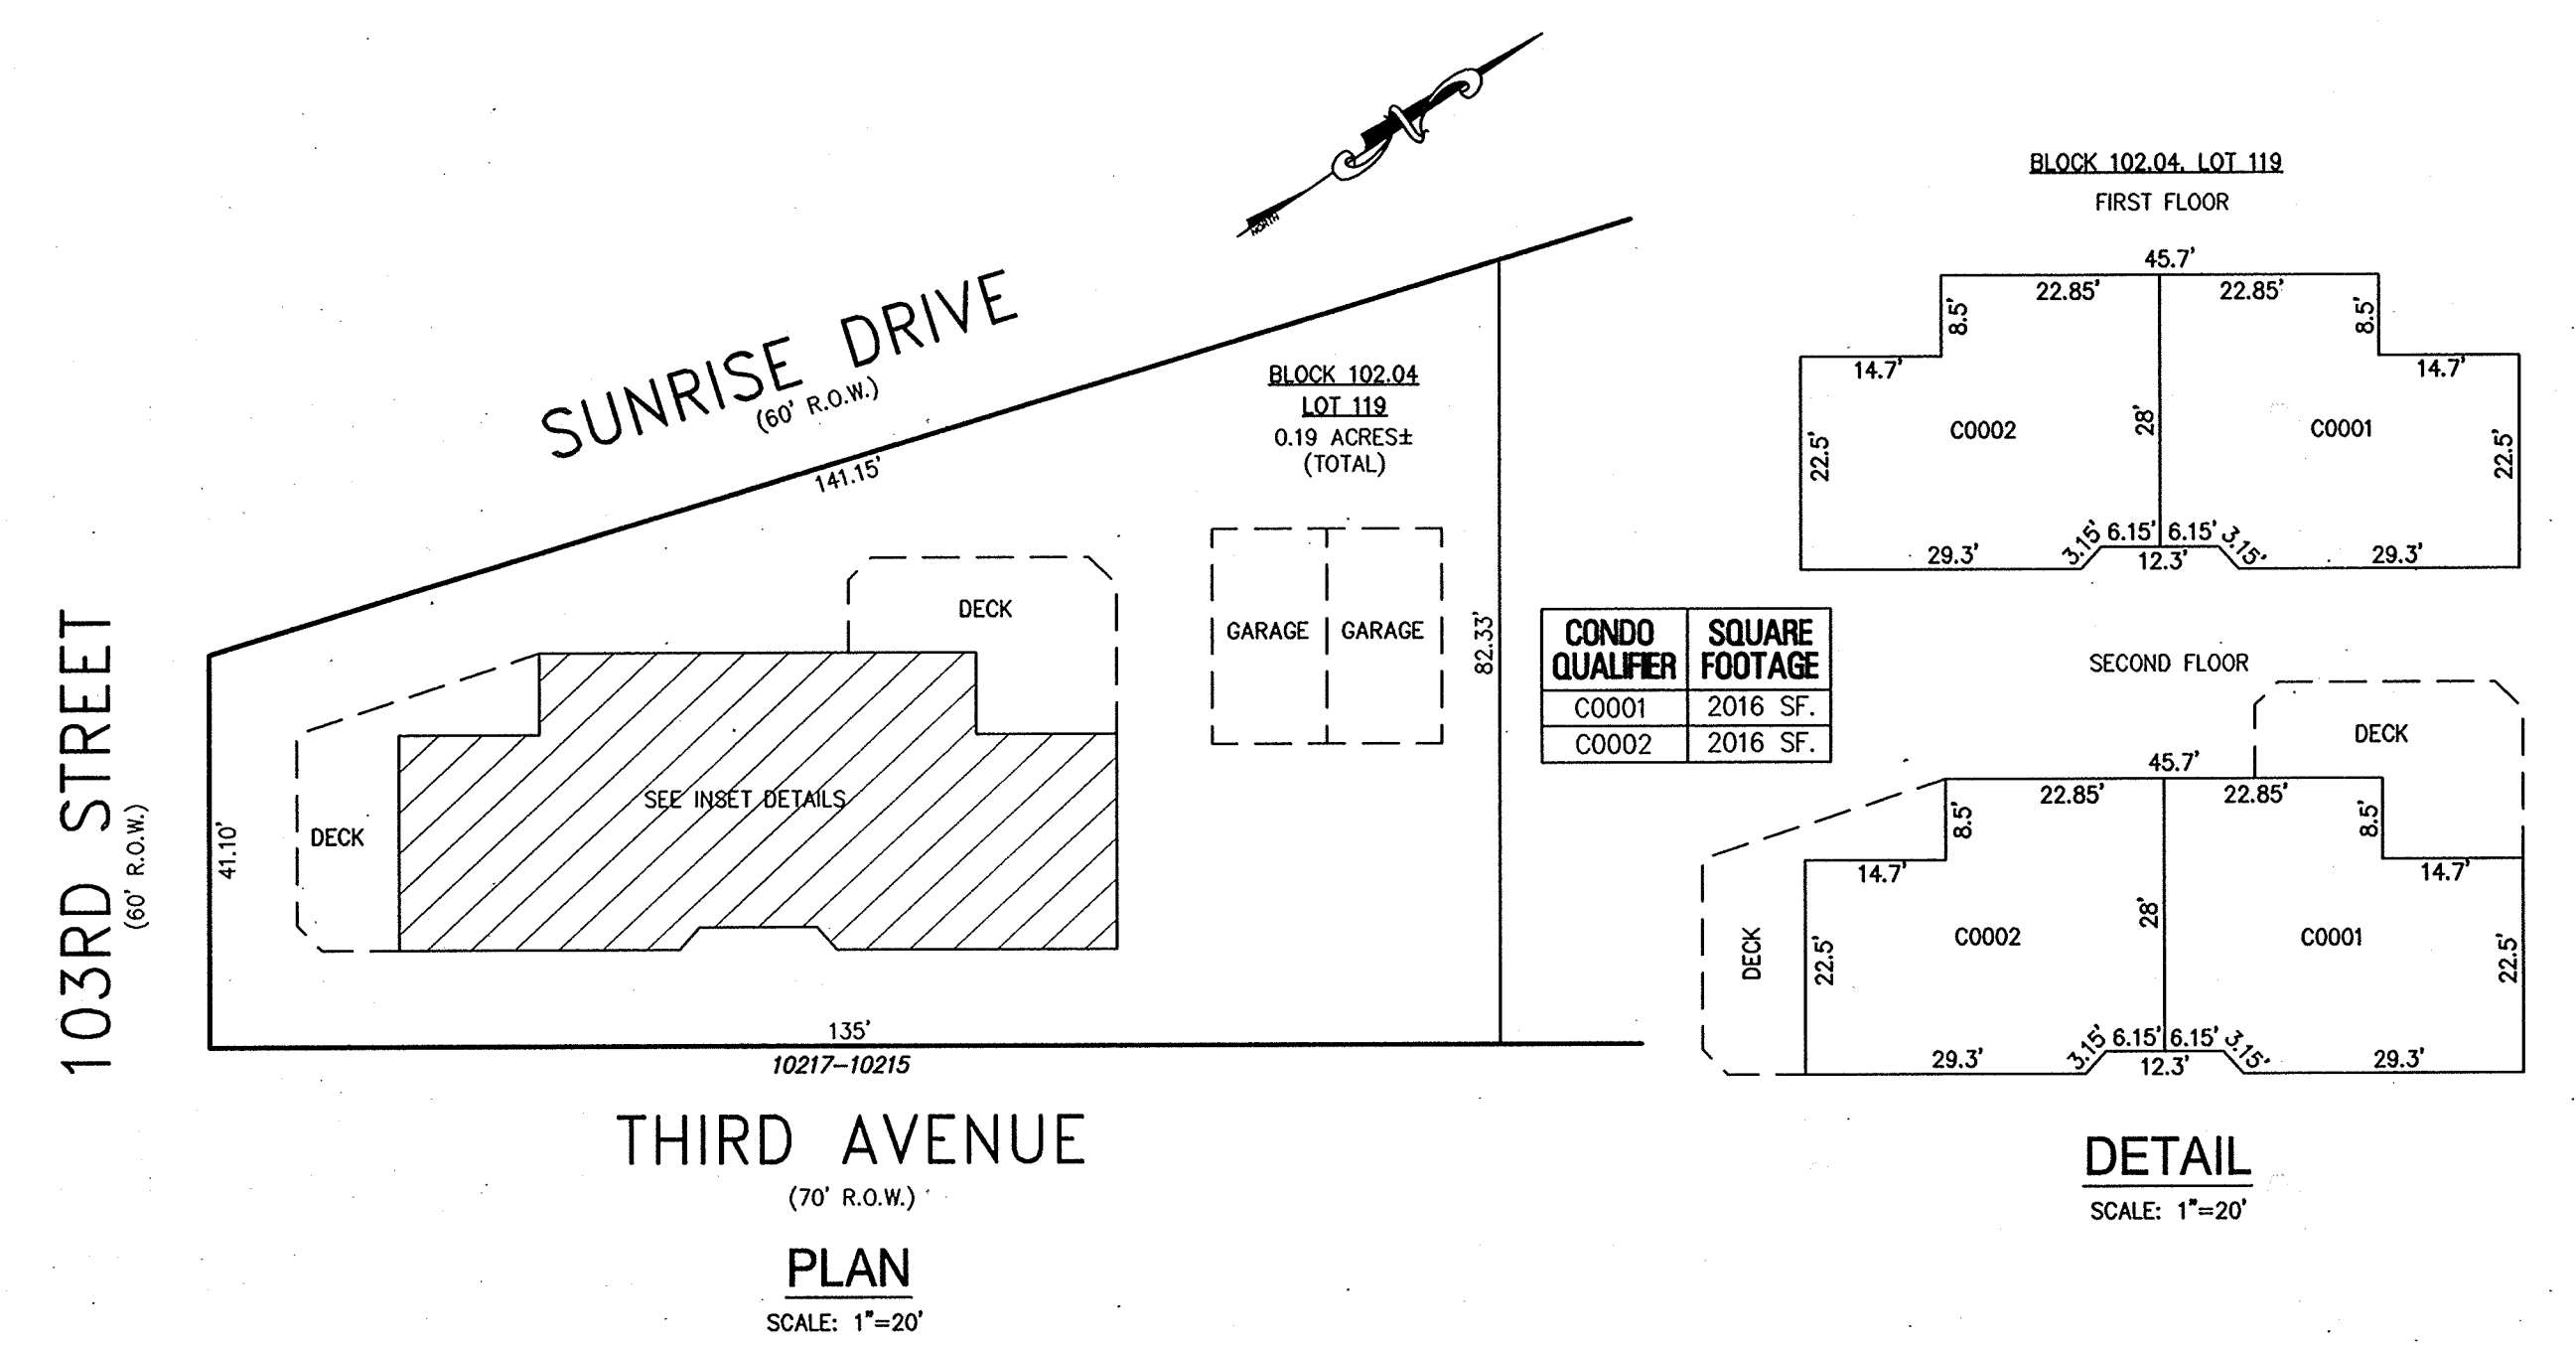 NORTH
SUNRISE DRIVE
(60' R.O.W.)
141.15'
BLOCK 102.04
LOT 119
0.19 ACRES±
(TOTAL)
DECK
GARAGE
GARAGE
82.33'
103RD STREET
(60' R.O.W.)
41.10'
DECK
SEE INSET DETAILS
135'
10217-10215
THIRD AVENUE
(70' R.O.W.)
PLAN
SCALE: 1"=20'
CONDO QUALIFIER
SQUARE FOOTAGE
C0001 2016 SF.
C0002 2016 SF.
BLOCK 102.04, LOT 119
FIRST FLOOR
45.7'
22.85' 22.85'
8.5' 8.5'
14.7' 14.7'
C0002 28' C0001
22.5' 22.5'
3.15' 6.15' 6.15' 3.15'
29.3' 12.3' 29.3'
SECOND FLOOR
DECK
45.7'
22.85' 22.85'
8.5' 8.5'
14.7' 14.7'
C0002 28' C0001
DECK 22.5' 22.5'
3.15' 6.15' 6.15' 3.15'
29.3' 12.3' 29.3'
DETAIL
SCALE: 1"=20'